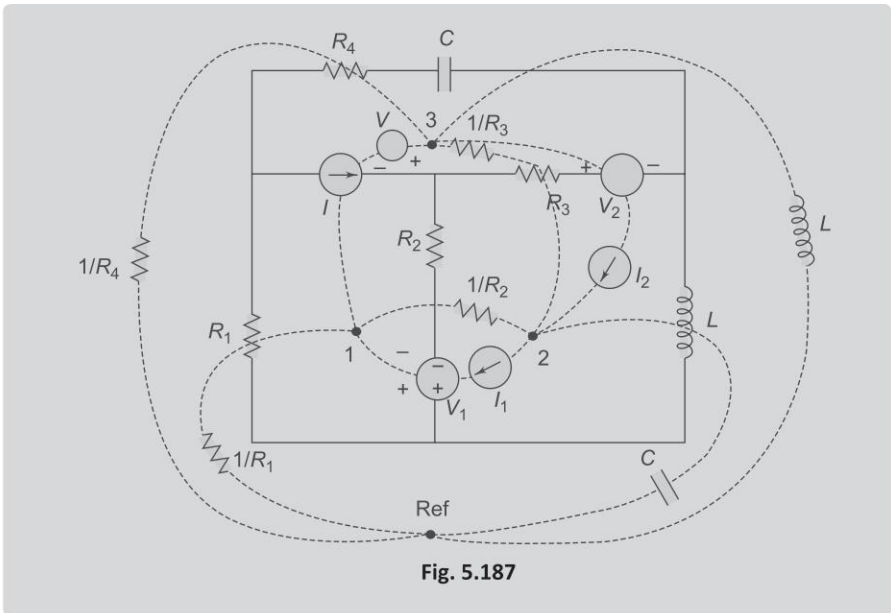 R4
C
V
3
1/R3
− +
+ −
I
R3
V2
R2
L
1/R4
I2
1/R2
R1
L
1
2
−
−
+
+
V1
I1
1/R1
C
Ref
Fig. 5.187